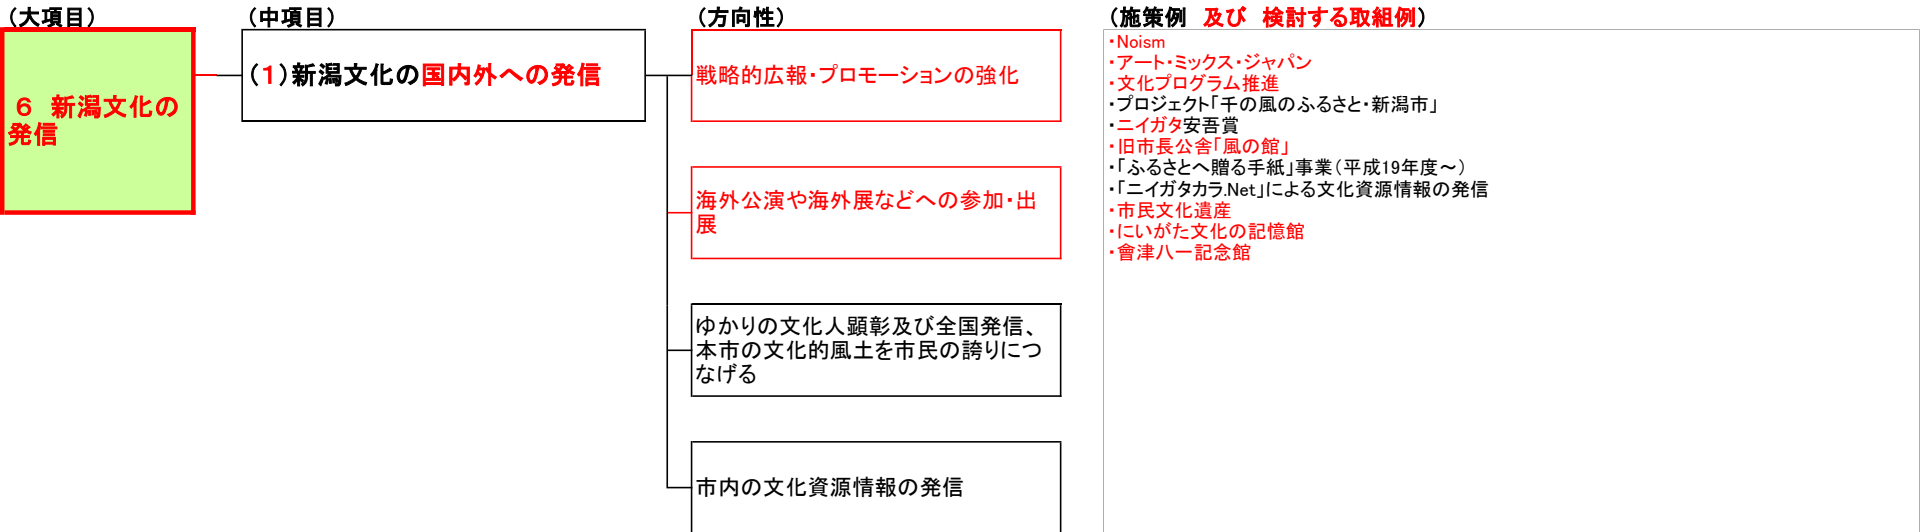 （大項目）
（中項目）
（方向性）
（施策例　及び　検討する取組例）
６　新潟文化の
発信
（１）新潟文化の国内外への発信
戦略的広報・プロモーションの強化
海外公演や海外展などへの参加・出
展
ゆかりの文化人顕彰及び全国発信、
本市の文化的風土を市民の誇りにつ
なげる
市内の文化資源情報の発信
・Noism
・アート・ミックス・ジャパン
・文化プログラム推進
・プロジェクト「千の風のふるさと・新潟市」
・ニイガタ安吾賞
・旧市長公舎「風の館」
・「ふるさとへ贈る手紙」事業（平成19年度～）
・「ニイガタカラ.Net」による文化資源情報の発信
・市民文化遺産
・にいがた文化の記憶館
・會津八一記念館